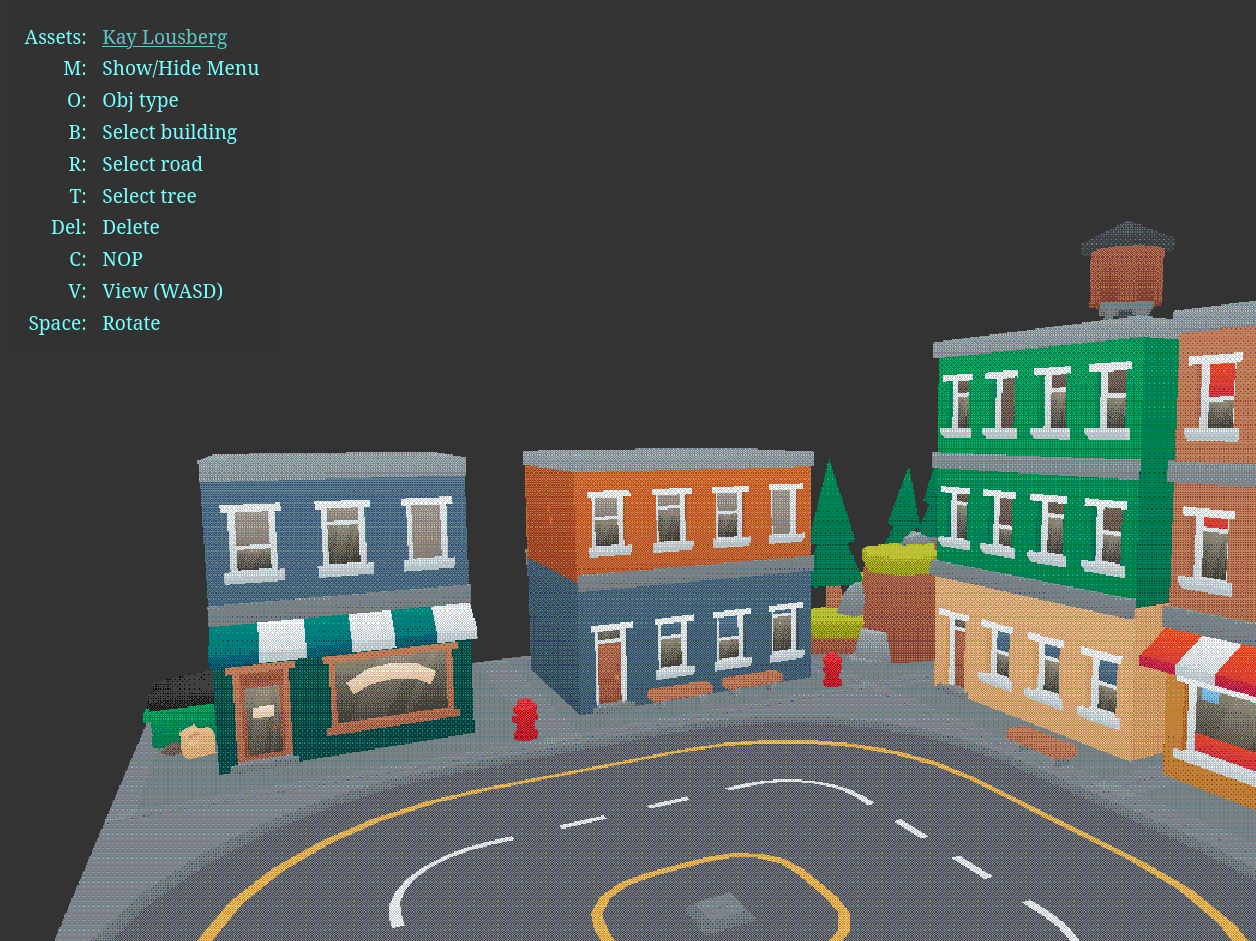 Assets: Kay Lousberg
M: Show/Hide Menu
O: Obj type
B: Select building
R: Select road
T: Select tree
Del: Delete
C: NOP
V: View (WASD)
Space: Rotate